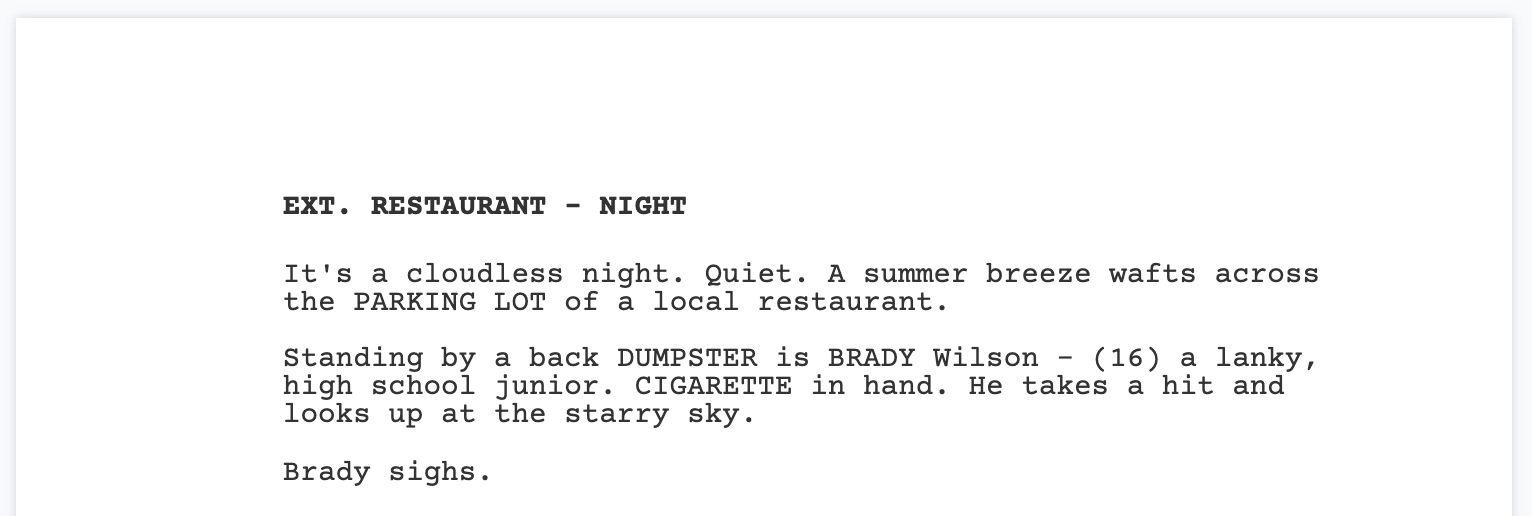 EXT. RESTAURANT - NIGHT
It's a cloudless night. Quiet. A summer breeze wafts across
the PARKING LOT of a local restaurant.
Standing by a back DUMPSTER is BRADY Wilson - (16) a lanky,
high school junior. CIGARETTE in hand. He takes a hit and
looks up at the starry sky.
Brady sighs.